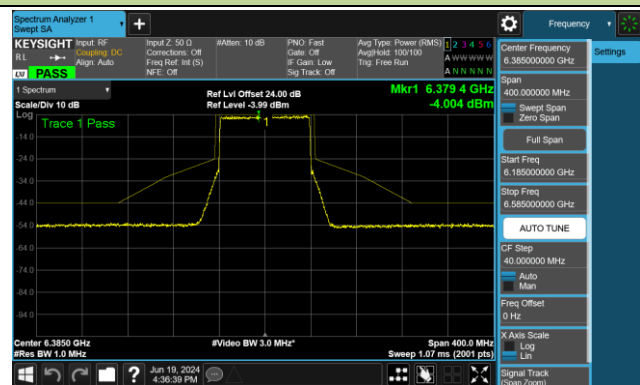 Spectrum Analyzer 1
Swept SA
Frequency
KEYSIGHT
RL
LW
PASS
Input: RF
Coupling: DC
Align: Auto
Input Z: 50 Ω
Corrections: Off
Freq Ref: Int (S)
NFE: Off
#Atten: 10 dB
PNO: Fast
Gate: Off
IF Gain: Low
Sig Track: Off
Avg Type: Power (RMS)
Avg|Hold: 100/100
Trig: Free Run
1 2 3 4 5 6
A W W W W W
A N N N N N
1 Spectrum
Scale/Div 10 dB
Ref Lvl Offset 24.00 dB
Ref Level -3.99 dBm
Mkr1 6.379 4 GHz
-4.004 dBm
Log
Trace 1 Pass
1
-14.0
-24.0
-34.0
-44.0
-54.0
-64.0
-74.0
-84.0
-94.0
Center 6.3850 GHz
#Res BW 1.0 MHz
#Video BW 3.0 MHz*
Span 400.0 MHz
Sweep 1.07 ms (2001 pts)
Jun 19, 2024
4:36:39 PM
Center Frequency
6.385000000 GHz
Span
400.000000 MHz
Swept Span
Zero Span
Full Span
Start Freq
6.185000000 GHz
Stop Freq
6.585000000 GHz
AUTO TUNE
CF Step
40.000000 MHz
Auto
Man
Freq Offset
0 Hz
X Axis Scale
Log
Lin
Signal Track
(Span Zoom)
Settings